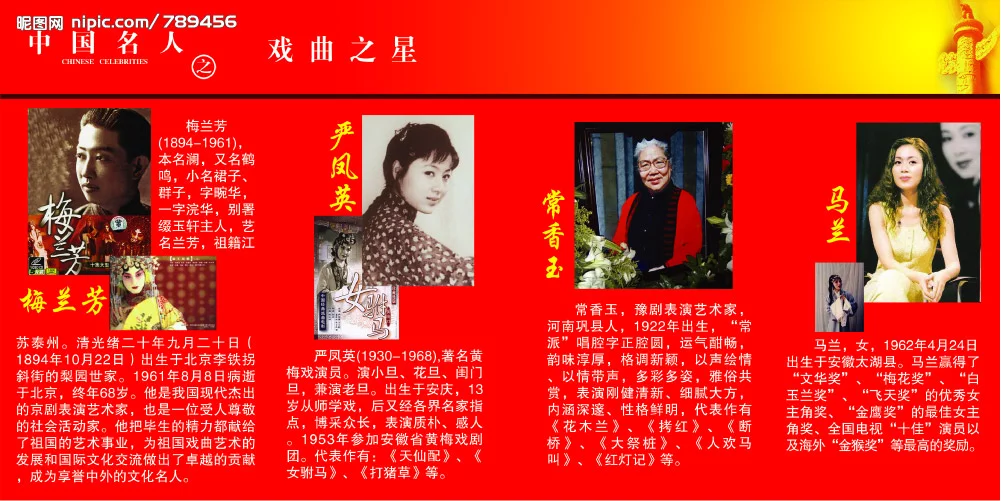 昵图网 nipic.com/789456
中国名人
CHINESE CELEBRITIES
之
戏曲之星
梅兰芳
梅兰芳
梅兰芳
(1894-1961),
本名澜，又名鹤
鸣，小名裙子、
群子，字畹华，
一字浣华，别署
缀玉轩主人，艺
名兰芳，祖籍江
苏泰州。清光绪二十年九月二十日（
1894年10月22日）出生于北京李铁拐
斜街的梨园世家。1961年8月8日病逝
于北京，终年68岁。他是我国现代杰出
的京剧表演艺术家，也是一位受人尊敬
的社会活动家。他把毕生的精力都献给
了祖国的艺术事业，为祖国戏曲艺术的
发展和国际文化交流做出了卓越的贡献
，成为享誉中外的文化名人。
严凤英
女驸马
严凤英(1930-1968),著名黄
梅戏演员。演小旦、花旦、闺门
旦，兼演老旦。出生于安庆，13
岁从师学戏，后又经各界名家指
点，博采众长，表演质朴、感人
。1953年参加安徽省黄梅戏剧
团。代表作有：《天仙配》、《
女驸马》、《打猪草》等。
常香玉
常香玉，豫剧表演艺术家，
河南巩县人，1922年出生，“常
派”唱腔字正腔圆，运气酣畅，
韵味淳厚，格调新颖，以声绘情
、以情带声，多彩多姿，雅俗共
赏，表演刚健清新、细腻大方，
内涵深邃、性格鲜明，代表作有
《花木兰》、《拷红》、《断
桥》、《大祭桩》、《人欢马
叫》、《红灯记》等。
马兰
马兰，女，1962年4月24日
出生于安徽太湖县。马兰赢得了
“文华奖”、“梅花奖”、“白
玉兰奖”、“飞天奖”的优秀女
主角奖、“金鹰奖”的最佳女主
角奖、全国电视“十佳”演员以
及海外“金猴奖”等最高的奖励。